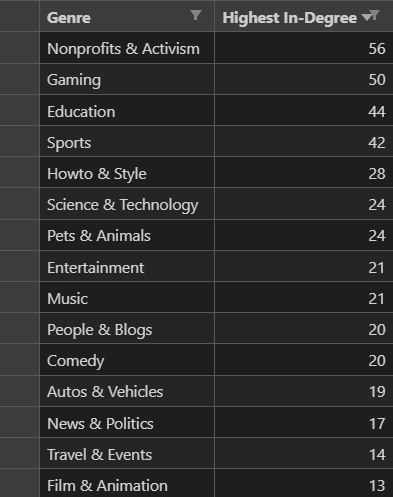 Genre Highest In-Degree
Nonprofits & Activism 56
Gaming 50
Education 44
Sports 42
Howto & Style 28
Science & Technology 24
Pets & Animals 24
Entertainment 21
Music 21
People & Blogs 20
Comedy 20
Autos & Vehicles 19
News & Politics 17
Travel & Events 14
Film & Animation 13